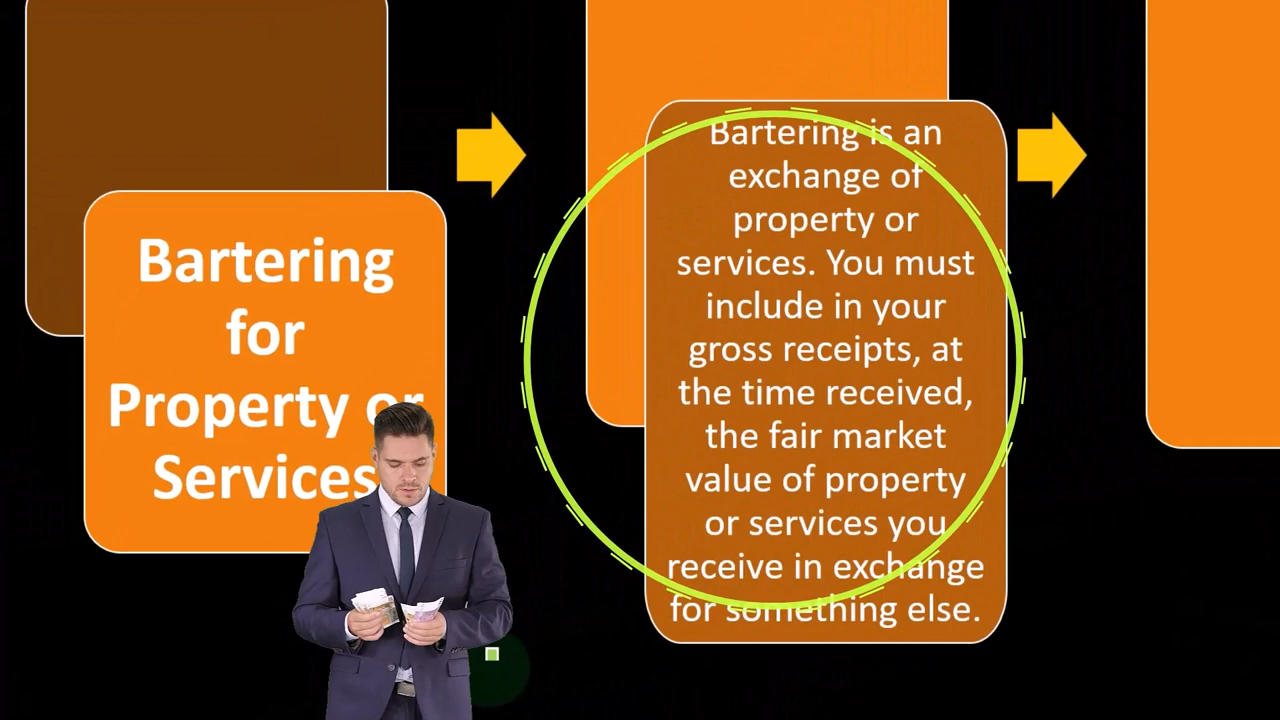 Bartering
for
Property or
Services
Bartering is an
exchange of
property or
services. You must
include in your
gross receipts, at
the time received,
the fair market
value of property
or services you
receive in exchange
for something else.